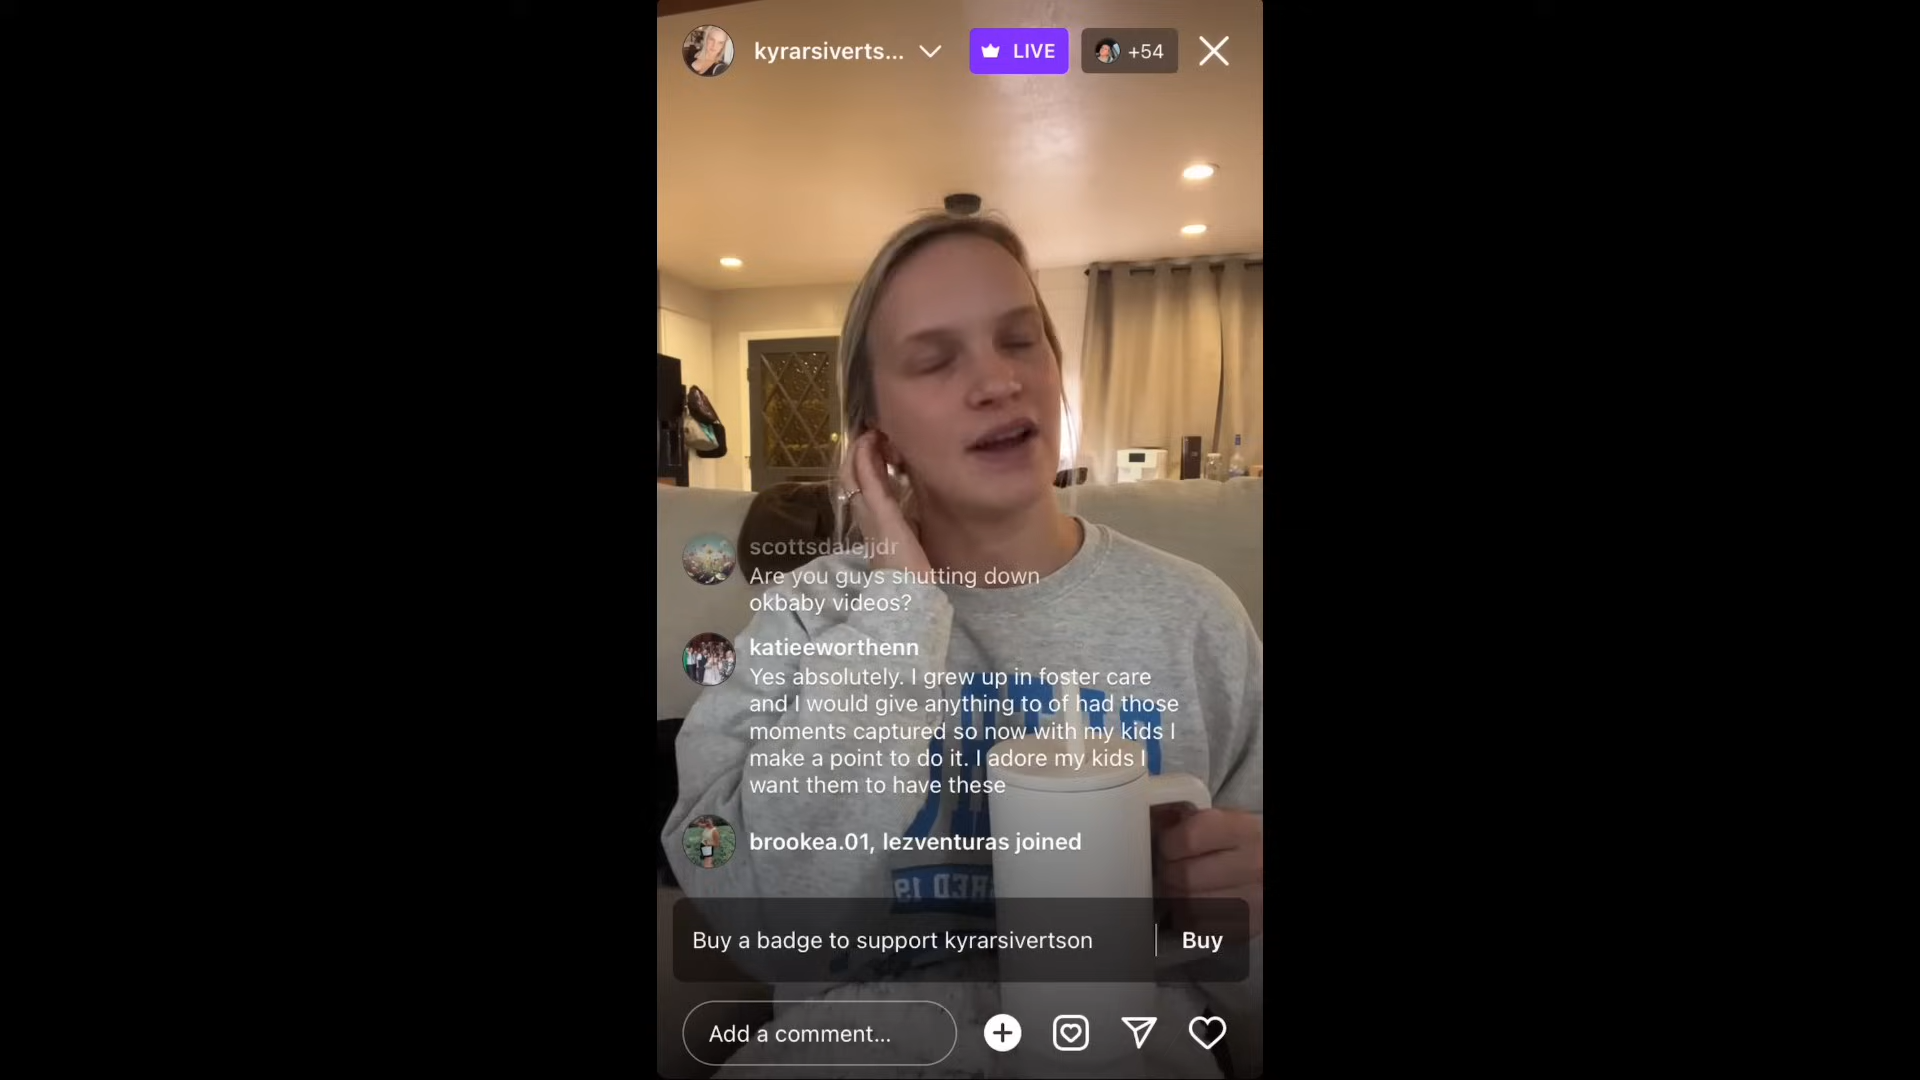 kyrarsiverts...
LIVE
+54
scottsdalejjdr
Are you guys shutting down
okbaby videos?
katieeworthenn
Yes absolutely. I grew up in foster care
and I would give anything to of had those
moments captured so now with my kids I
make a point to do it. I adore my kids I
want them to have these
brookea.01, lezventuras joined
Buy a badge to support kyrarsivertson
Buy
Add a comment...